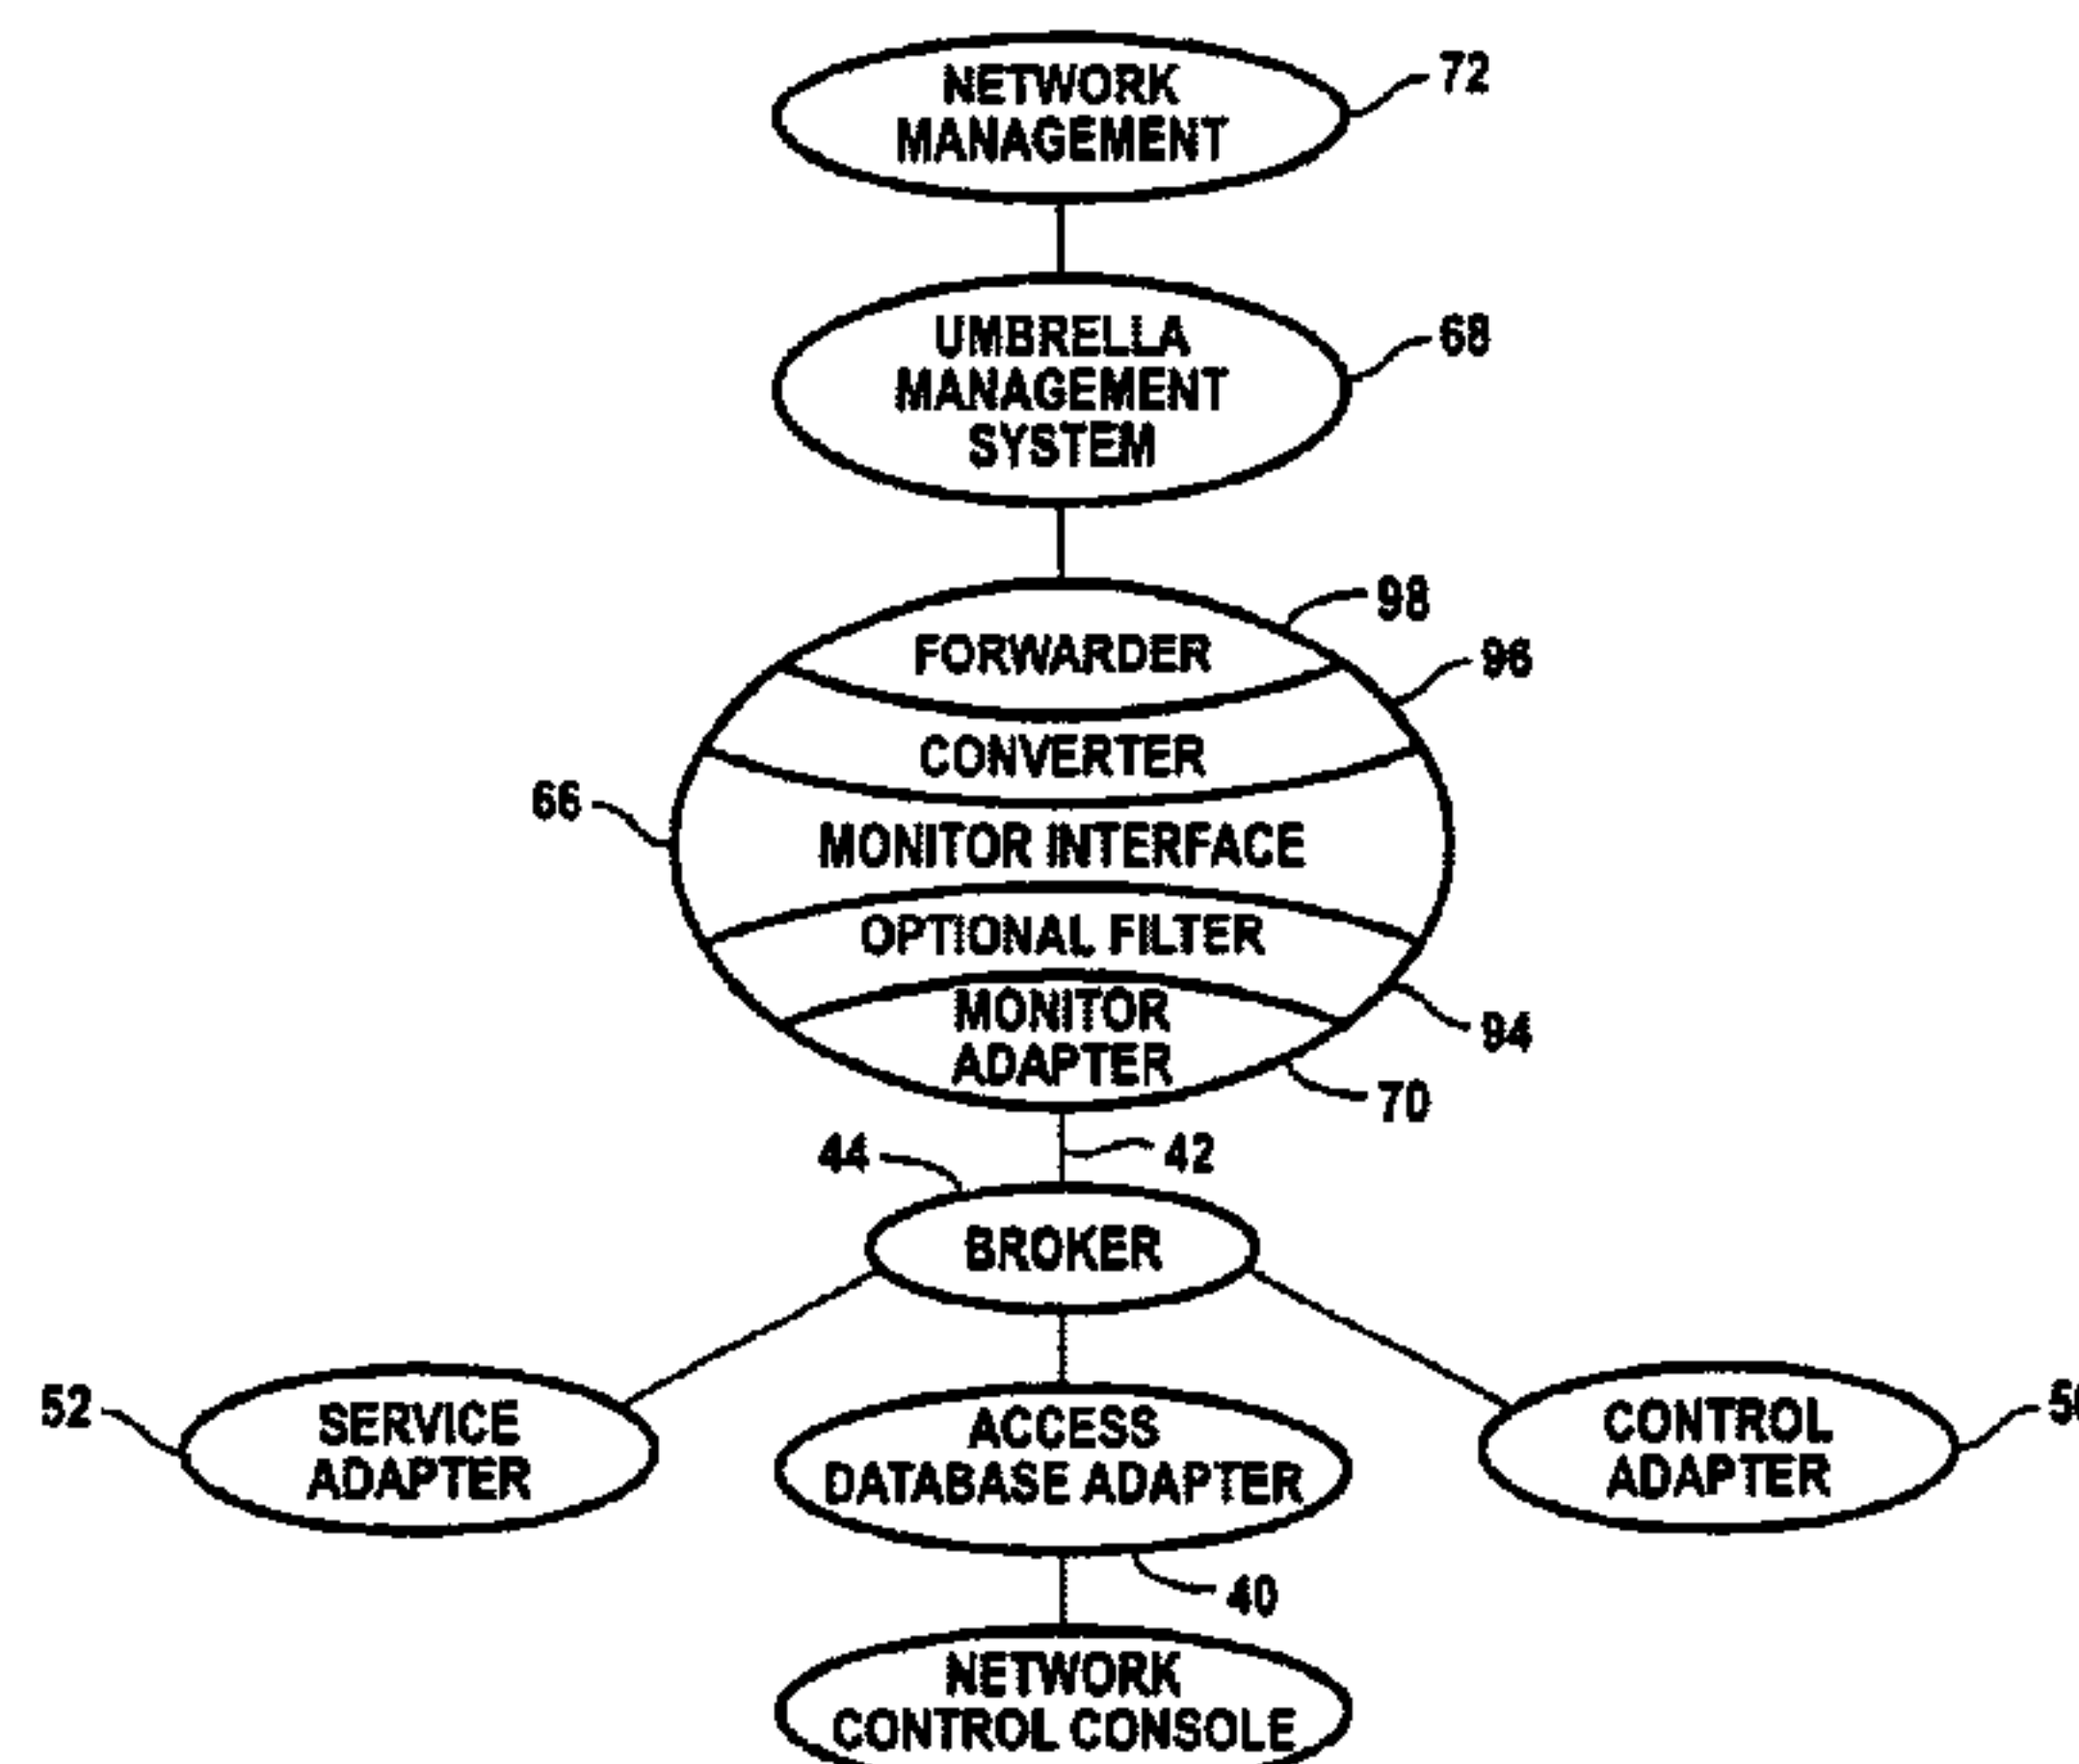 NETWORK
MANAGEMENT
72
UMBRELLA
MANAGEMENT
SYSTEM
68
98
FORWARDER
96
CONVERTER
66
MONITOR INTERFACE
OPTIONAL FILTER
MONITOR
ADAPTER
94
70
44
42
BROKER
52
SERVICE
ADAPTER
ACCESS
DATABASE ADAPTER
CONTROL
ADAPTER
40
NETWORK
CONTROL CONSOLE